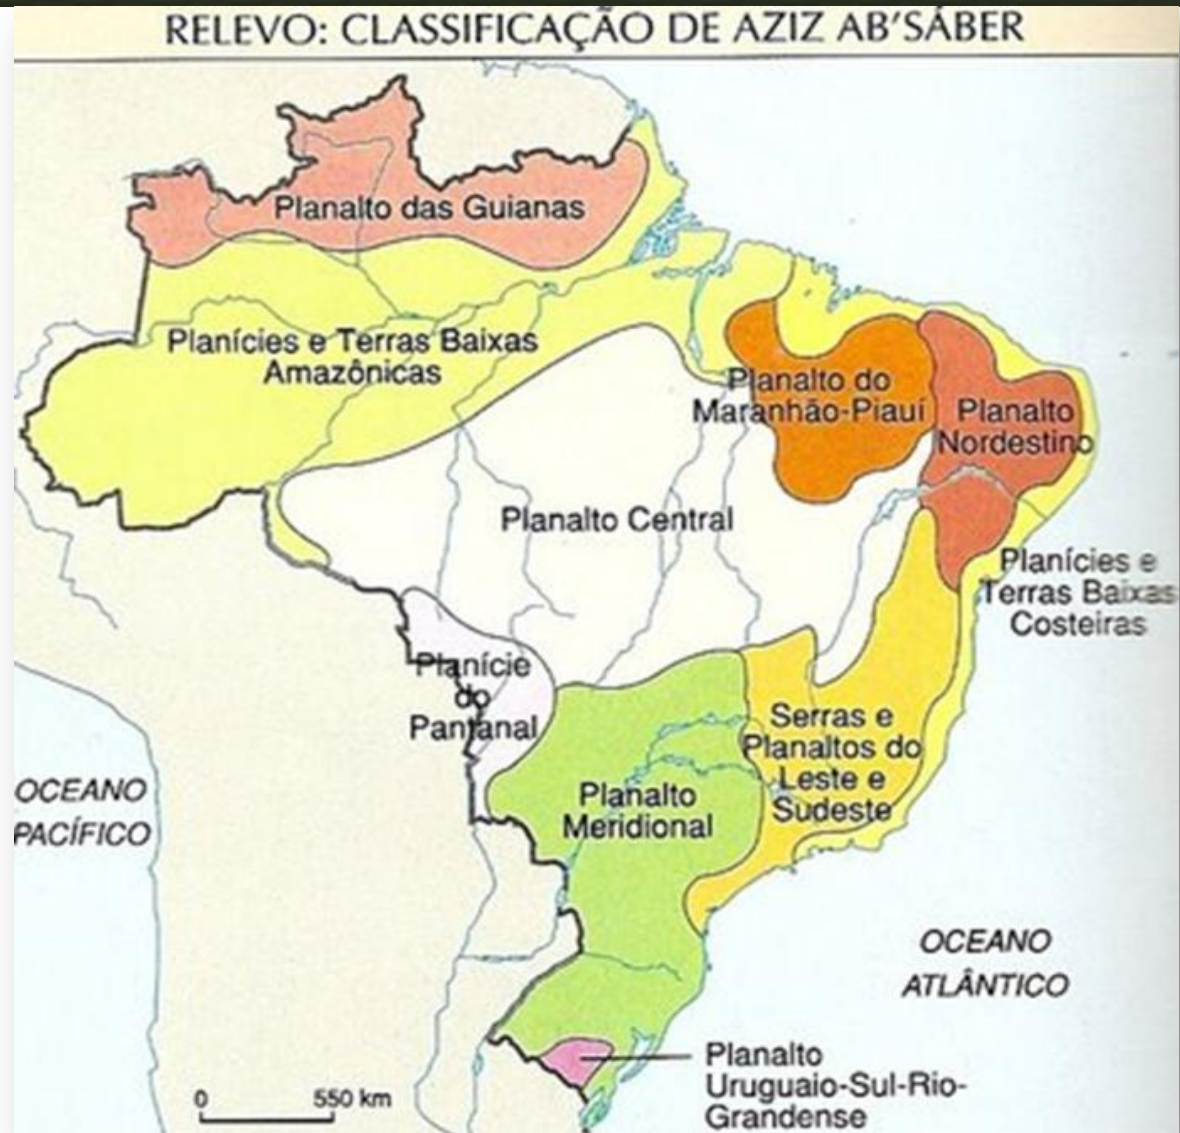 RELEVO: CLASSIFICAÇÃO DE AZIZ AB'SÁBER
Planalto das Guianas
Planícies e Terras Baixas
Amazônicas
Planalto do
Maranhão-Piauí
Planalto
Nordestino
Planalto Central
Planícies e
Terras Baixas
Costeiras
Planície
do
Pantanal
Serras e
Planaltos do
Leste e
Sudeste
Planalto
Meridional
OCEANO
PACÍFICO
OCEANO
ATLÂNTICO
Planalto
Uruguaio-Sul-Rio-
Grandense
0 550 km